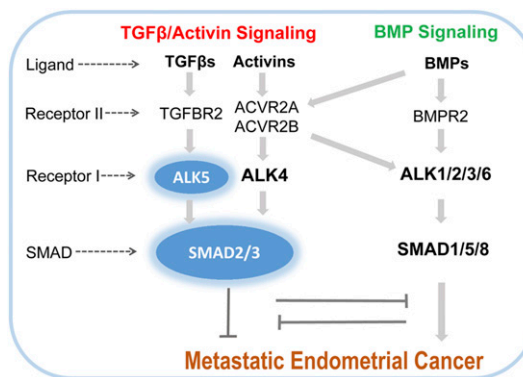 TGFβ/Activin Signaling BMP Signaling
Ligand TGFβs Activins BMPs
Receptor II TGFBR2 ACVR2A BMPR2
ACVR2B
Receptor I ALK5 ALK4 ALK1/2/3/6
SMAD SMAD2/3 SMAD1/5/8
Metastatic Endometrial Cancer